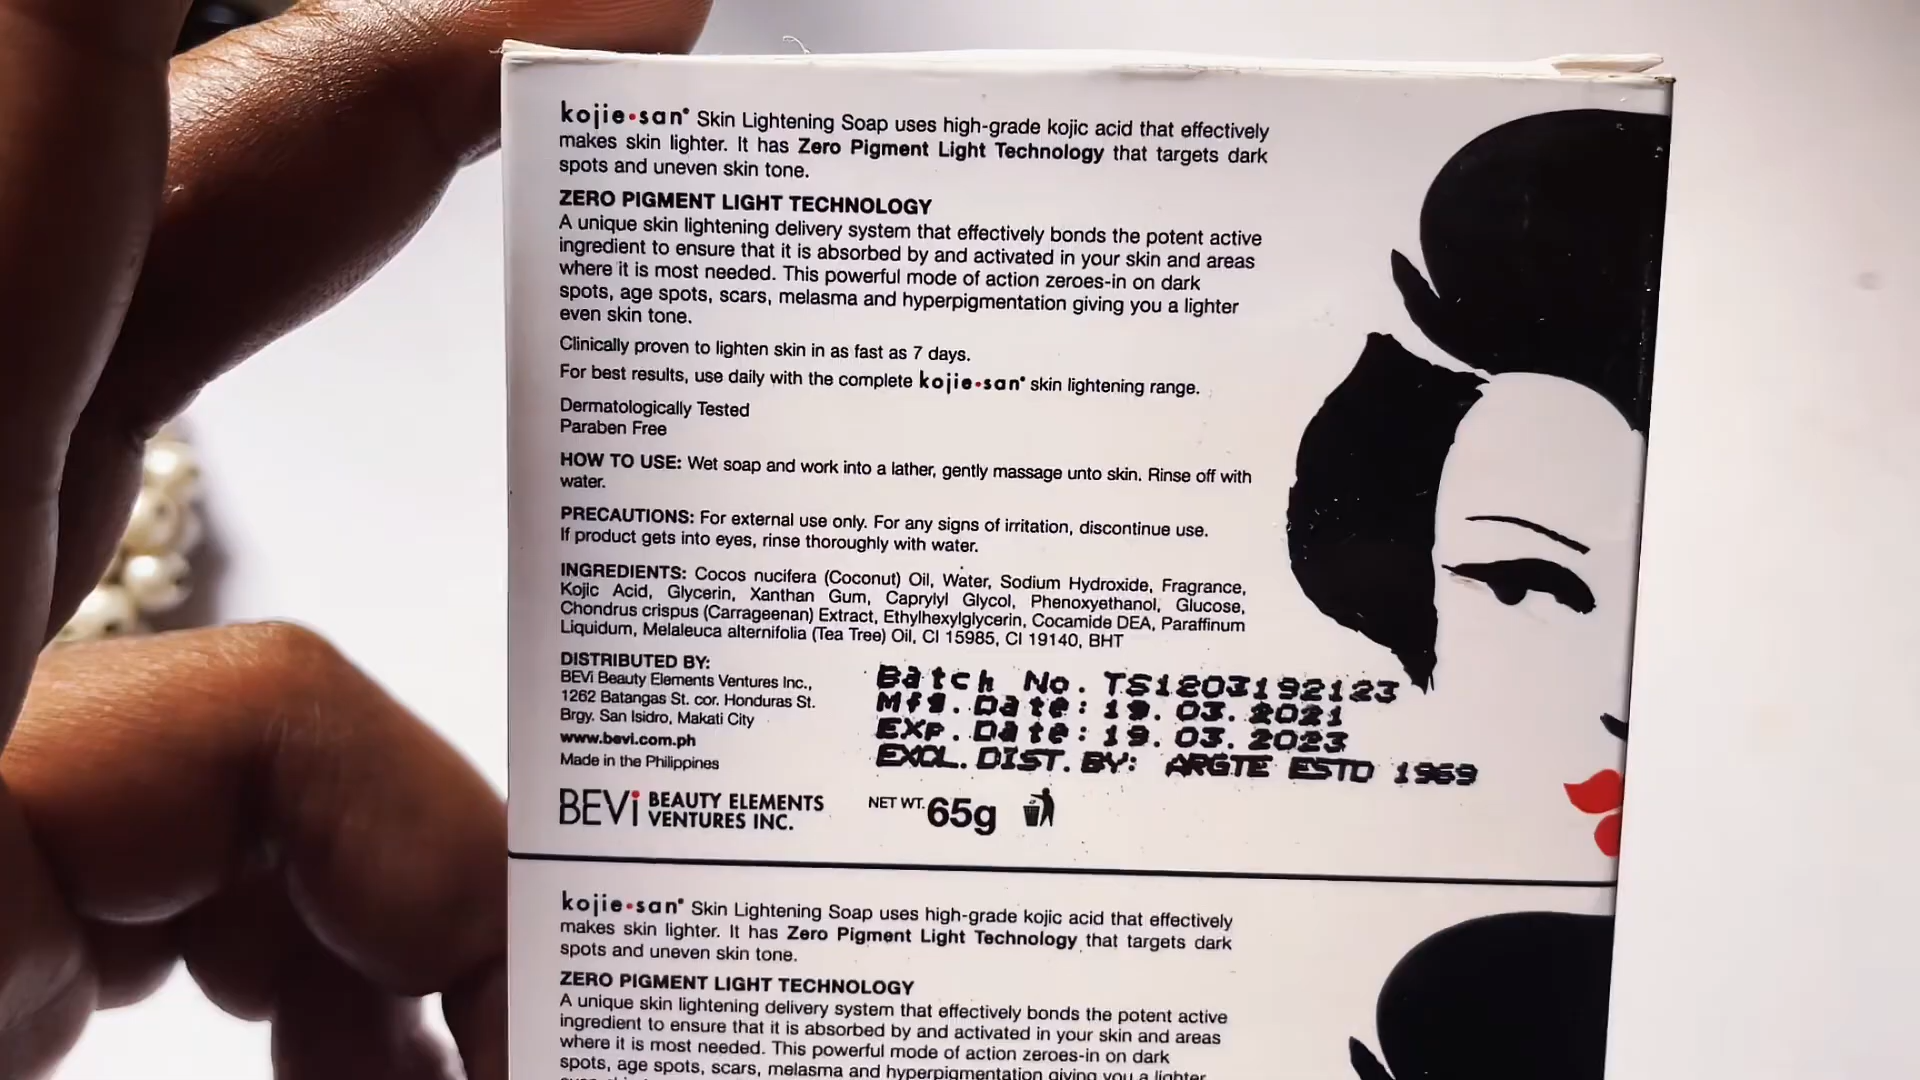 kojie•san® Skin Lightening Soap uses high-grade kojic acid that effectively
makes skin lighter. It has Zero Pigment Light Technology that targets dark
spots and uneven skin tone.
ZERO PIGMENT LIGHT TECHNOLOGY
A unique skin lightening delivery system that effectively bonds the potent active
ingredient to ensure that it is absorbed by and activated in your skin and areas
where it is most needed. This powerful mode of action zeroes-in on dark
spots, age spots, scars, melasma and hyperpigmentation giving you a lighter
even skin tone.
Clinically proven to lighten skin in as fast as 7 days.
For best results, use daily with the complete kojie•san® skin lightening range.
Dermatologically Tested
Paraben Free
HOW TO USE: Wet soap and work into a lather, gently massage unto skin. Rinse off with
water.
PRECAUTIONS: For external use only. For any signs of irritation, discontinue use.
If product gets into eyes, rinse thoroughly with water.
INGREDIENTS: Cocos nucifera (Coconut) Oil, Water, Sodium Hydroxide, Fragrance,
Kojic Acid, Glycerin, Xanthan Gum, Caprylyl Glycol, Phenoxyethanol, Glucose,
Chondrus crispus (Carrageenan) Extract, Ethylhexylglycerin, Cocamide DEA, Paraffinum
Liquidum, Melaleuca alternifolia (Tea Tree) Oil, CI 15985, CI 19140, BHT
DISTRIBUTED BY:
BEVi Beauty Elements Ventures Inc.,
1262 Batangas St. cor. Honduras St.
Brgy. San Isidro, Makati City
www.bevi.com.ph
Made in the Philippines
Batch No. TS1203192123
Mfg. Date: 19. 03. 2021
EXP. Date: 19. 03. 2023
EXCL. DIST. BY: ARGTE ESTD 1969
BEVi BEAUTY ELEMENTS
VENTURES INC.
NET WT. 65g
kojie•san® Skin Lightening Soap uses high-grade kojic acid that effectively
makes skin lighter. It has Zero Pigment Light Technology that targets dark
spots and uneven skin tone.
ZERO PIGMENT LIGHT TECHNOLOGY
A unique skin lightening delivery system that effectively bonds the potent active
ingredient to ensure that it is absorbed by and activated in your skin and areas
where it is most needed. This powerful mode of action zeroes-in on dark
spots, age spots, scars, melasma and hyperpigmentation giving you a lighter